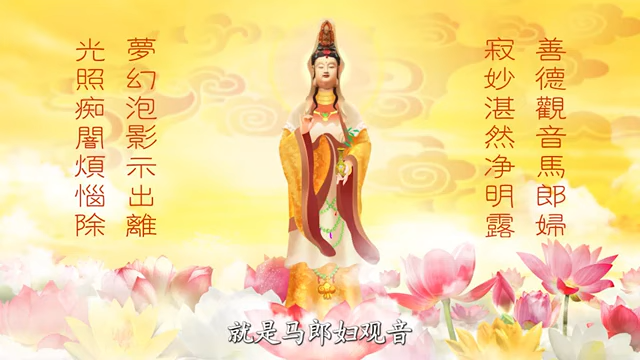 善德觀音馬郎婦
寂妙湛然净明露
夢幻泡影示出離
光照痴闇煩惱除
就是马郎妇观音